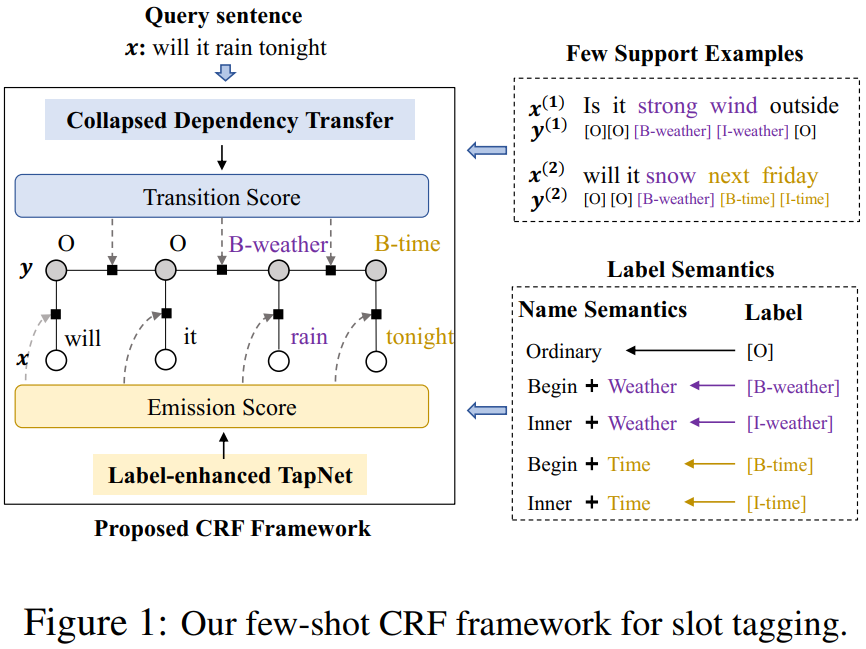 Query sentence
x: will it rain tonight
Collapsed Dependency Transfer
Transition Score
O O B-weather B-time
y
will it rain tonight
x
Emission Score
Label-enhanced TapNet
Proposed CRF Framework
Few Support Examples
x(1) Is it strong wind outside
y(1) [O][O] [B-weather] [I-weather] [O]
x(2) will it snow next friday
y(2) [O] [O] [B-weather] [B-time] [I-time]
Label Semantics
Name Semantics Label
Ordinary [O]
Begin + Weather [B-weather]
Inner + Weather [I-weather]
Begin + Time [B-time]
Inner + Time [I-time]
Figure 1: Our few-shot CRF framework for slot tagging.